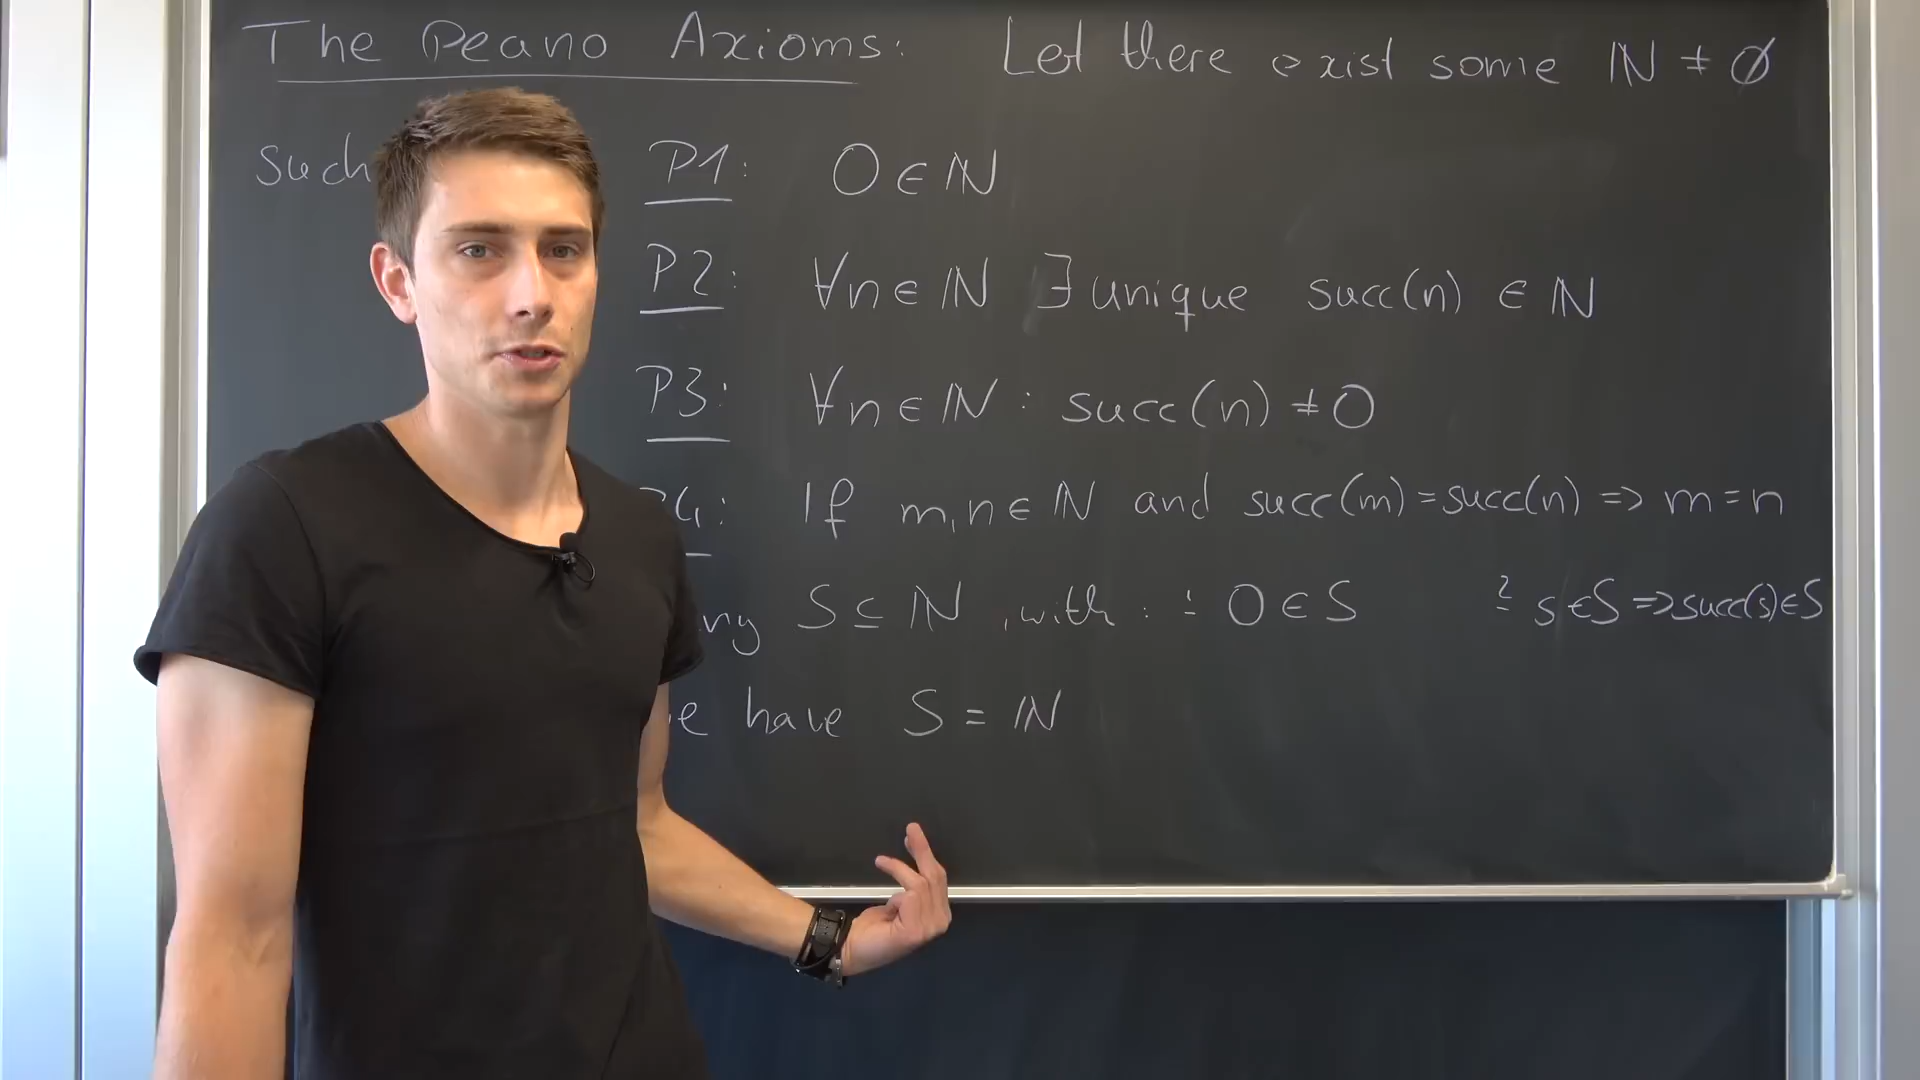 The Peano Axioms: Let there exist some ℕ ≠ ∅
such P1: 0 ∈ ℕ
P2: ∀n ∈ ℕ ∃ unique succ(n) ∈ ℕ
P3: ∀n ∈ ℕ : succ(n) ≠ 0
If m,n ∈ ℕ and succ(m)=succ(n) => m=n
S ⊆ ℕ , with : 1 0 ∈ S 2 s ∈ S => succ(s) ∈ S
have S = ℕ